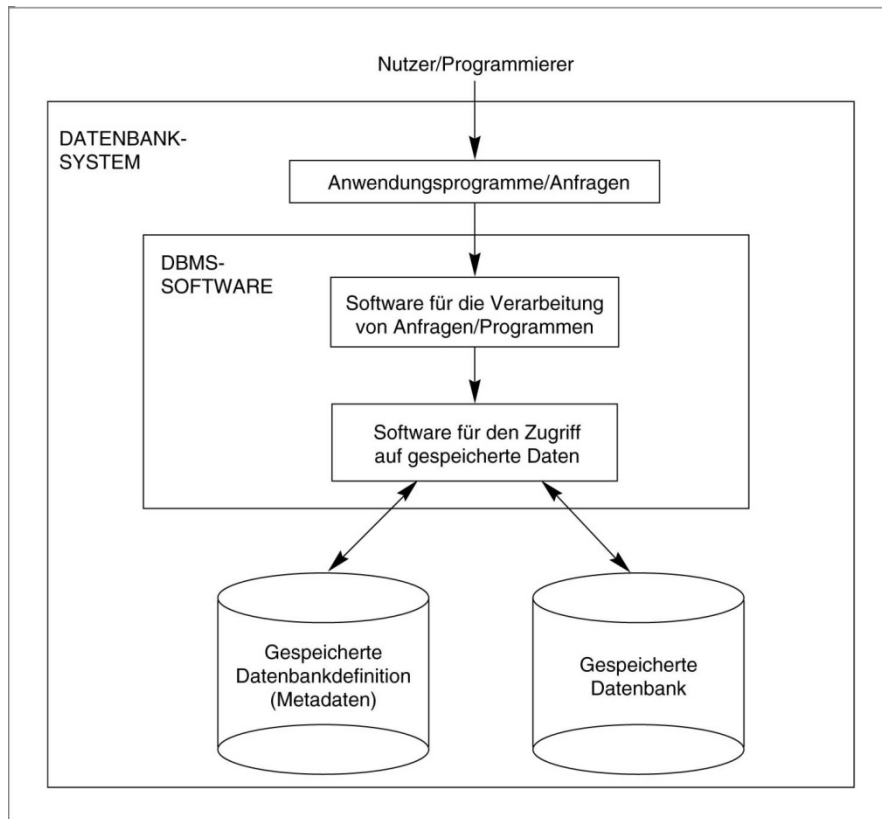 Nutzer/Programmierer
DATENBANK-
SYSTEM
Anwendungsprogramme/Anfragen
DBMS-
SOFTWARE
Software für die Verarbeitung
von Anfragen/Programmen
Software für den Zugriff
auf gespeicherte Daten
Gespeicherte
Datenbankdefinition
(Metadaten)
Gespeicherte
Datenbank